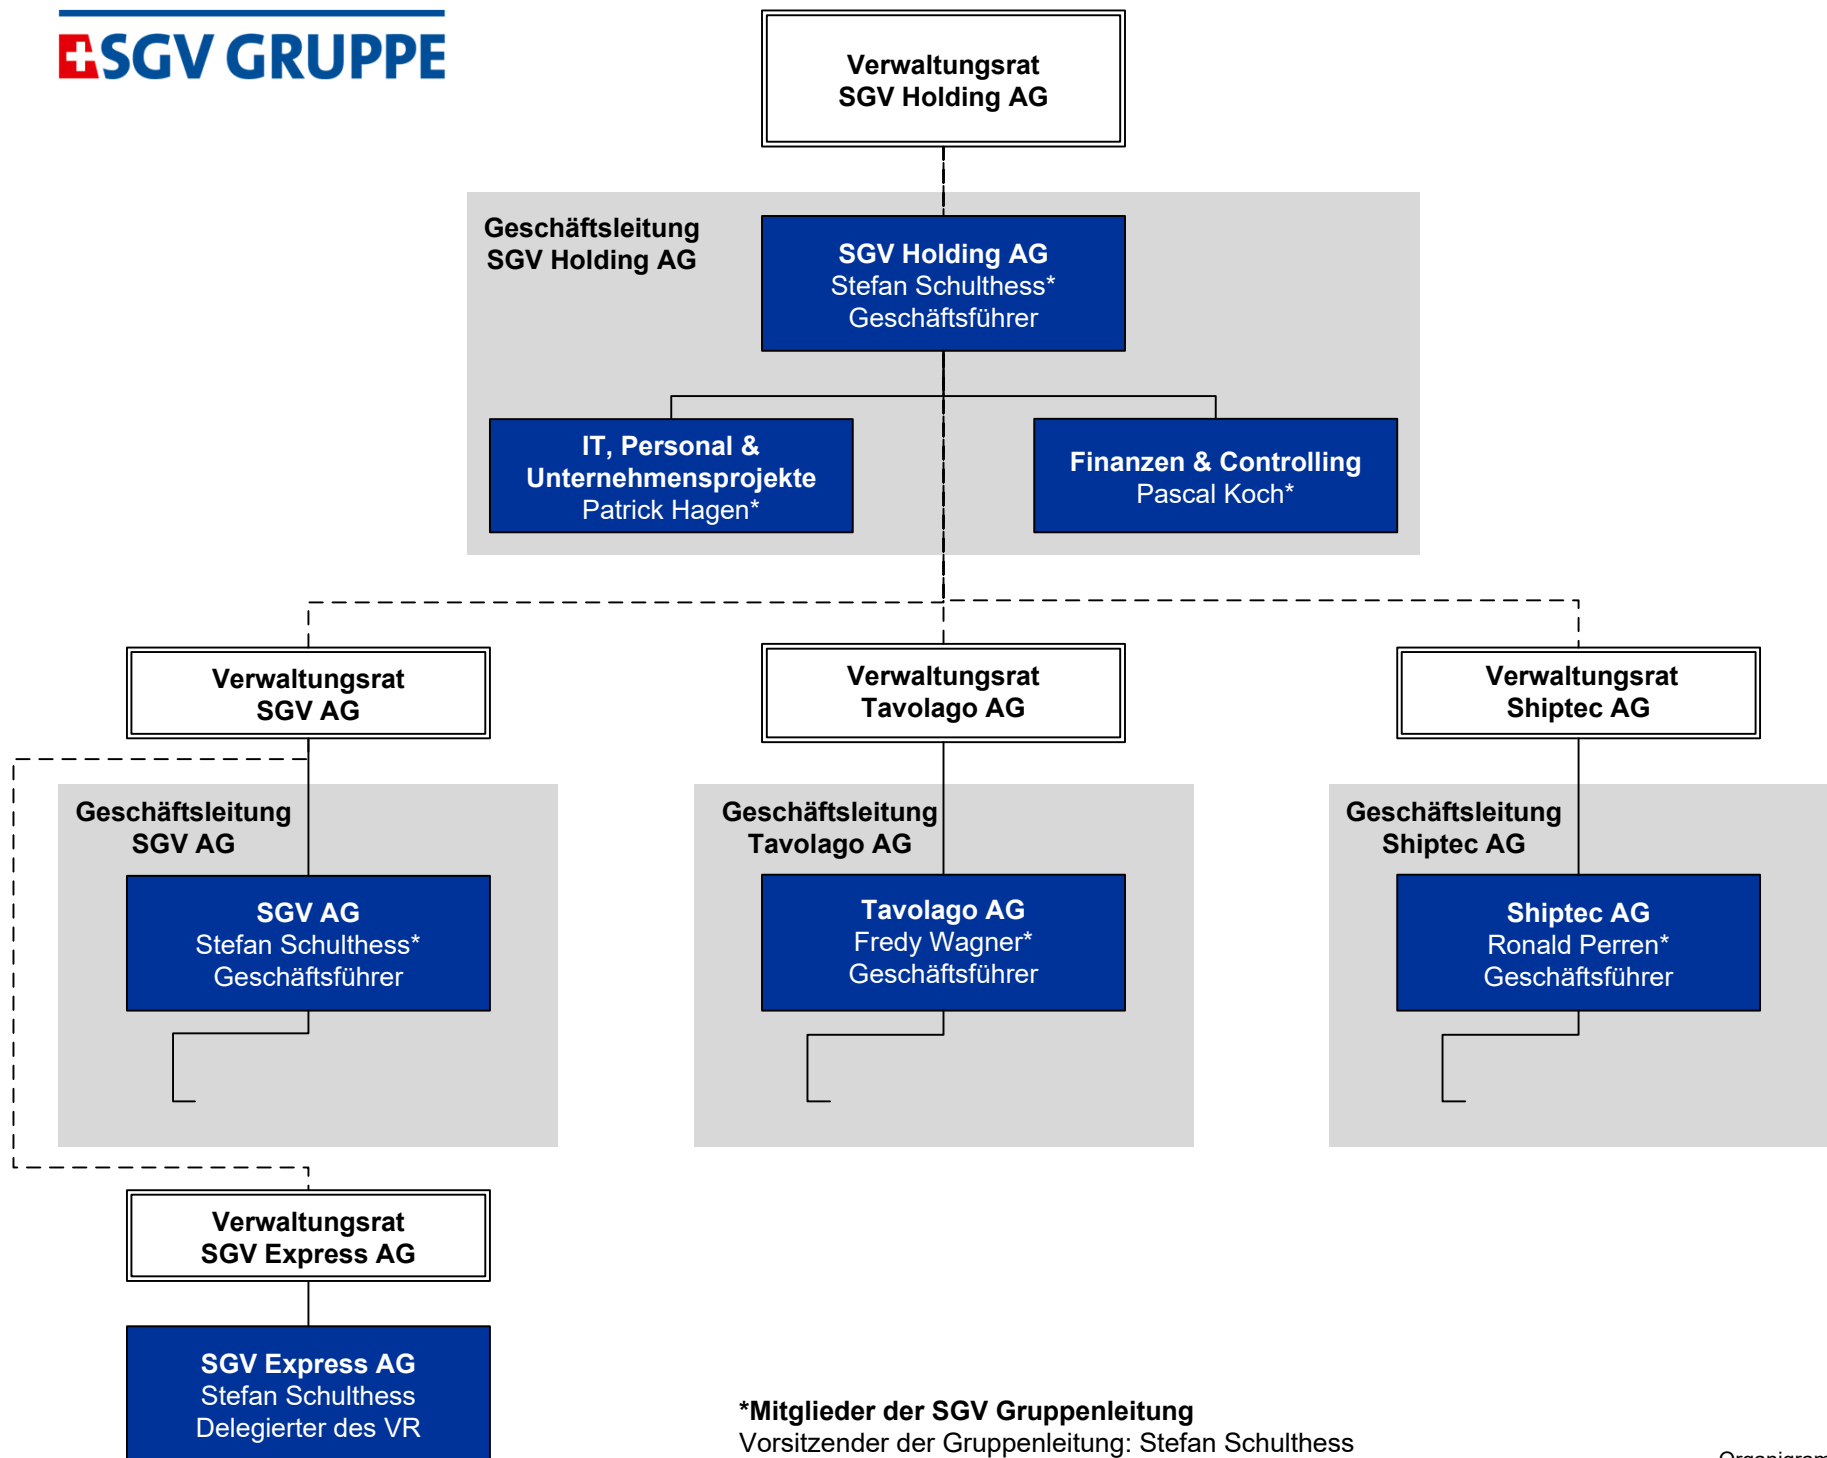 SGV GRUPPE
Verwaltungsrat
SGV Holding AG
Geschäftsleitung
SGV Holding AG
SGV Holding AG
Stefan Schulthess*
Geschäftsführer
IT, Personal &
Unternehmensprojekte
Patrick Hagen*
Finanzen & Controlling
Pascal Koch*
Verwaltungsrat
SGV AG
Verwaltungsrat
Tavolago AG
Verwaltungsrat
Shiptec AG
Geschäftsleitung
SGV AG
Geschäftsleitung
Tavolago AG
Geschäftsleitung
Shiptec AG
SGV AG
Stefan Schulthess*
Geschäftsführer
Tavolago AG
Fredy Wagner*
Geschäftsführer
Shiptec AG
Ronald Perren*
Geschäftsführer
Verwaltungsrat
SGV Express AG
SGV Express AG
Stefan Schulthess
Delegierter des VR
*Mitglieder der SGV Gruppenleitung
Vorsitzender der Gruppenleitung: Stefan Schulthess